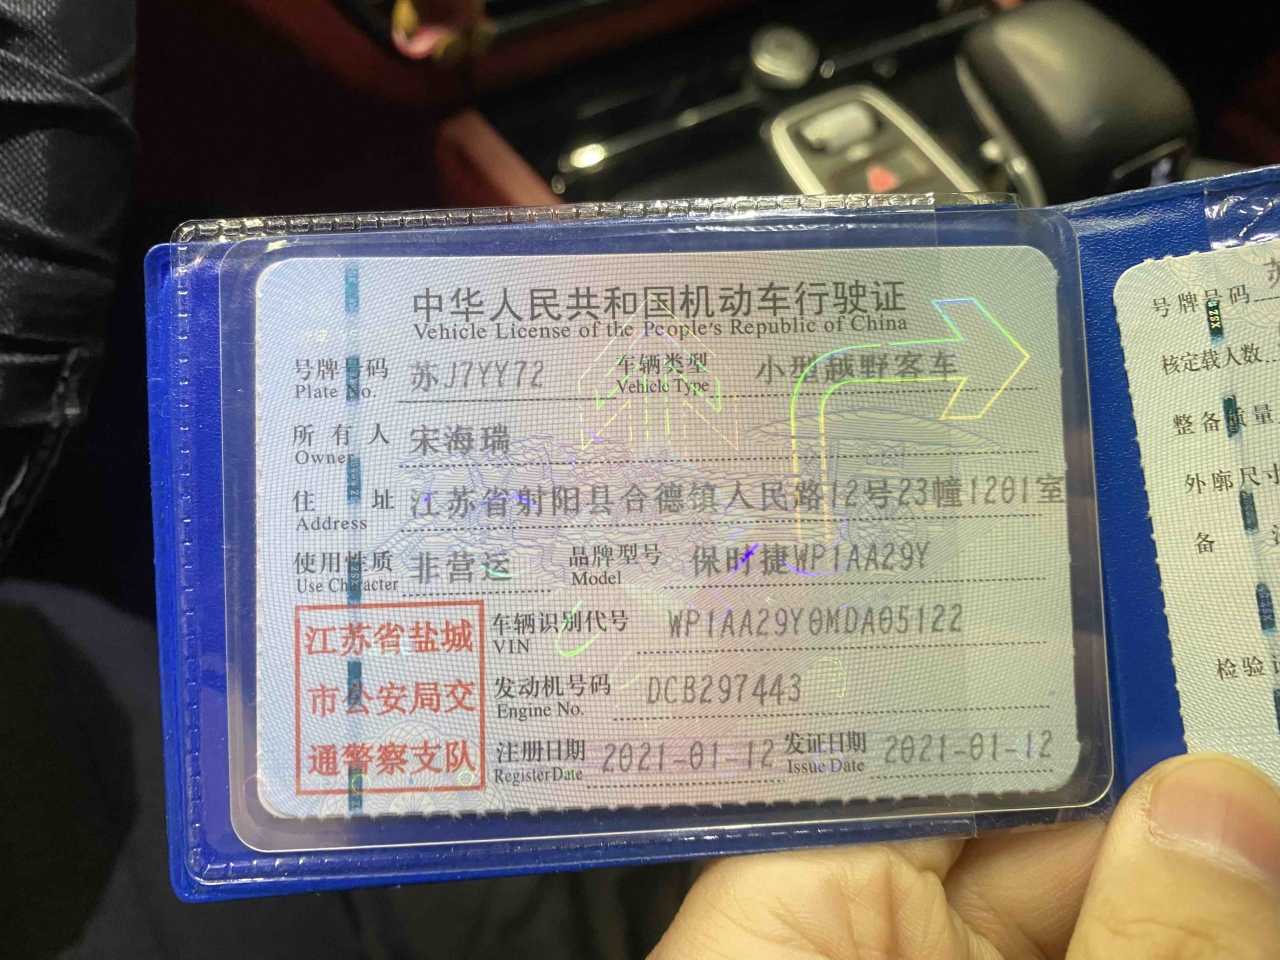 中华人民共和国机动车行驶证
Vehicle License of the People's Republic of China
号牌号码 苏J7YY72 车辆类型 小型越野客车
Plate No. Vehicle Type
所有人 宋海瑞
Owner
住址 江苏省射阳县合德镇人民路12号23幢1201室
Address
使用性质 非营运 品牌型号 保时捷WP1AA29Y
Use Character Model
江苏省盐城
市公安局交
通警察支队
车辆识别代号 WP1AA29Y0MDA05122
VIN
发动机号码 DCB297443
Engine No.
注册日期 2021-01-12 发证日期 2021-01-12
Register Date Issue Date
号牌号码 苏
核定载人数
整备质量
外廓尺寸
备
检验